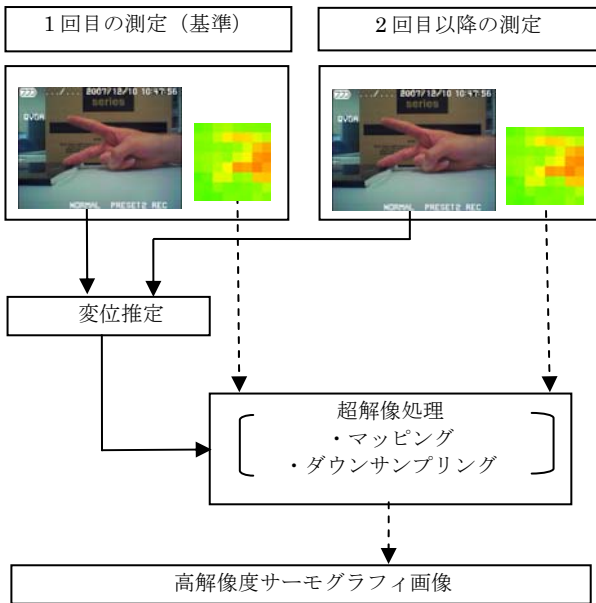 1回目の測定（基準）
2回目以降の測定
.../... 2007/12/10 10:47:56
series
QVGA
NORMAL PRESET2 REC
.../... 2007/12/10 10:47:56
series
QVGA
NORMAL PRESET2 REC
変位推定
超解像処理
・マッピング
・ダウンサンプリング
高解像度サーモグラフィ画像